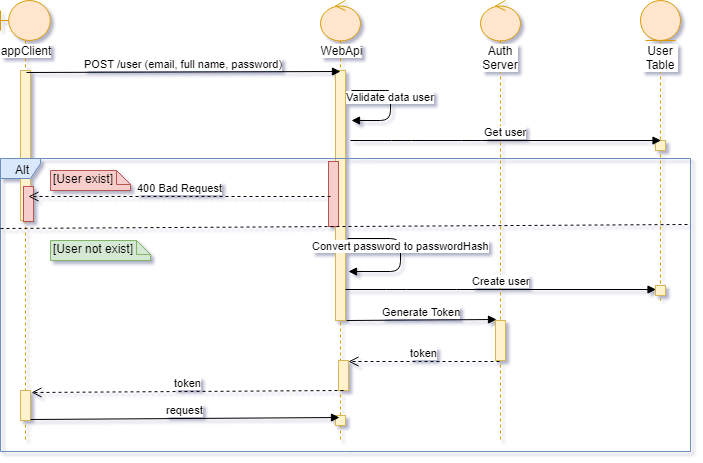 appClient
WebApi
Auth
Server
User
Table
POST /user (email, full name, password)
Validate data user
Get user
Alt
[User exist]
400 Bad Request
[User not exist]
Convert password to passwordHash
Create user
Generate Token
token
token
request